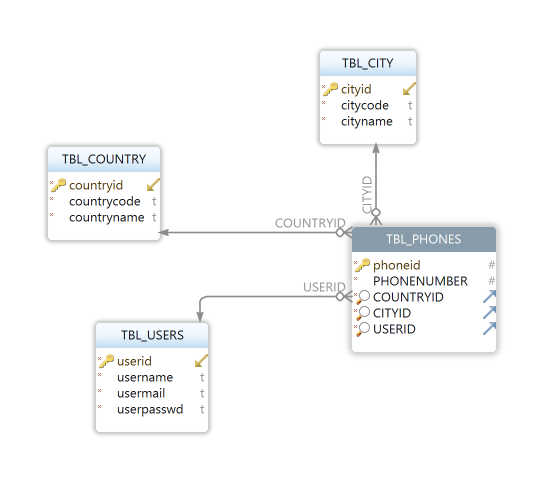 TBL_CITY
cityid
citycode t
cityname t
TBL_COUNTRY
countryid
countrycode t
countryname t
CITYID
COUNTRYID
TBL_PHONES
phoneid #
PHONENUMBER #
COUNTRYID
CITYID
USERID
USERID
TBL_USERS
userid
username t
usermail t
userpasswd t